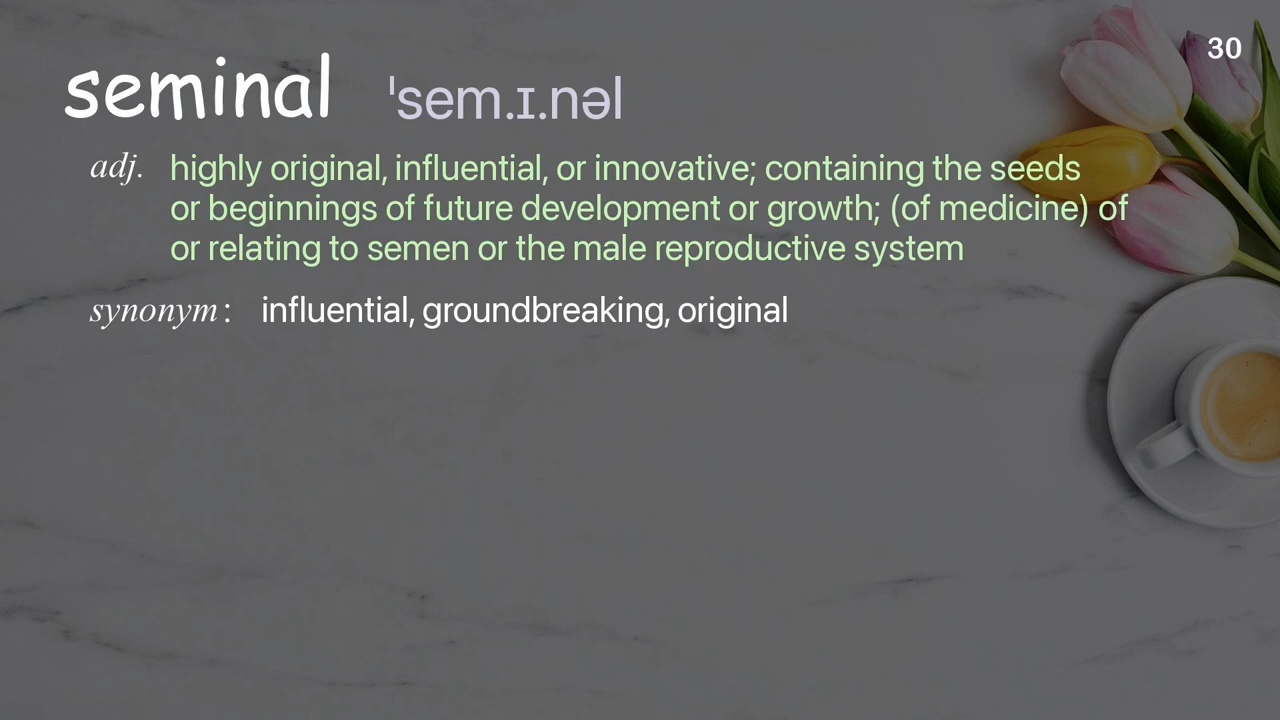 30
seminal ˈsem.ɪ.nəl
adj. highly original, influential, or innovative; containing the seeds
or beginnings of future development or growth; (of medicine) of
or relating to semen or the male reproductive system
synonym : influential, groundbreaking, original